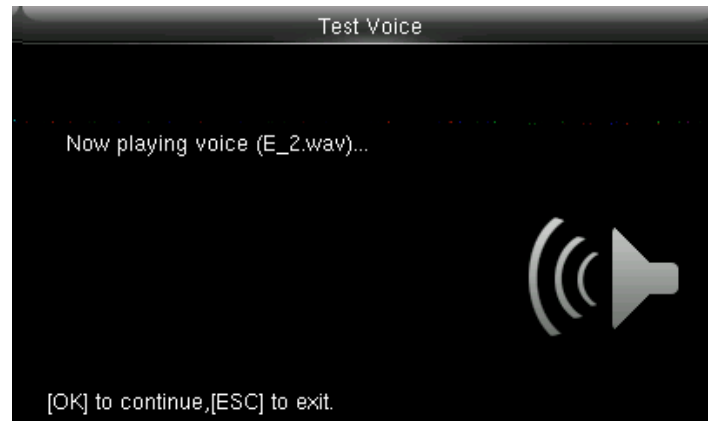 Test Voice
Now playing voice (E_2.wav)...
[OK] to continue,[ESC] to exit.